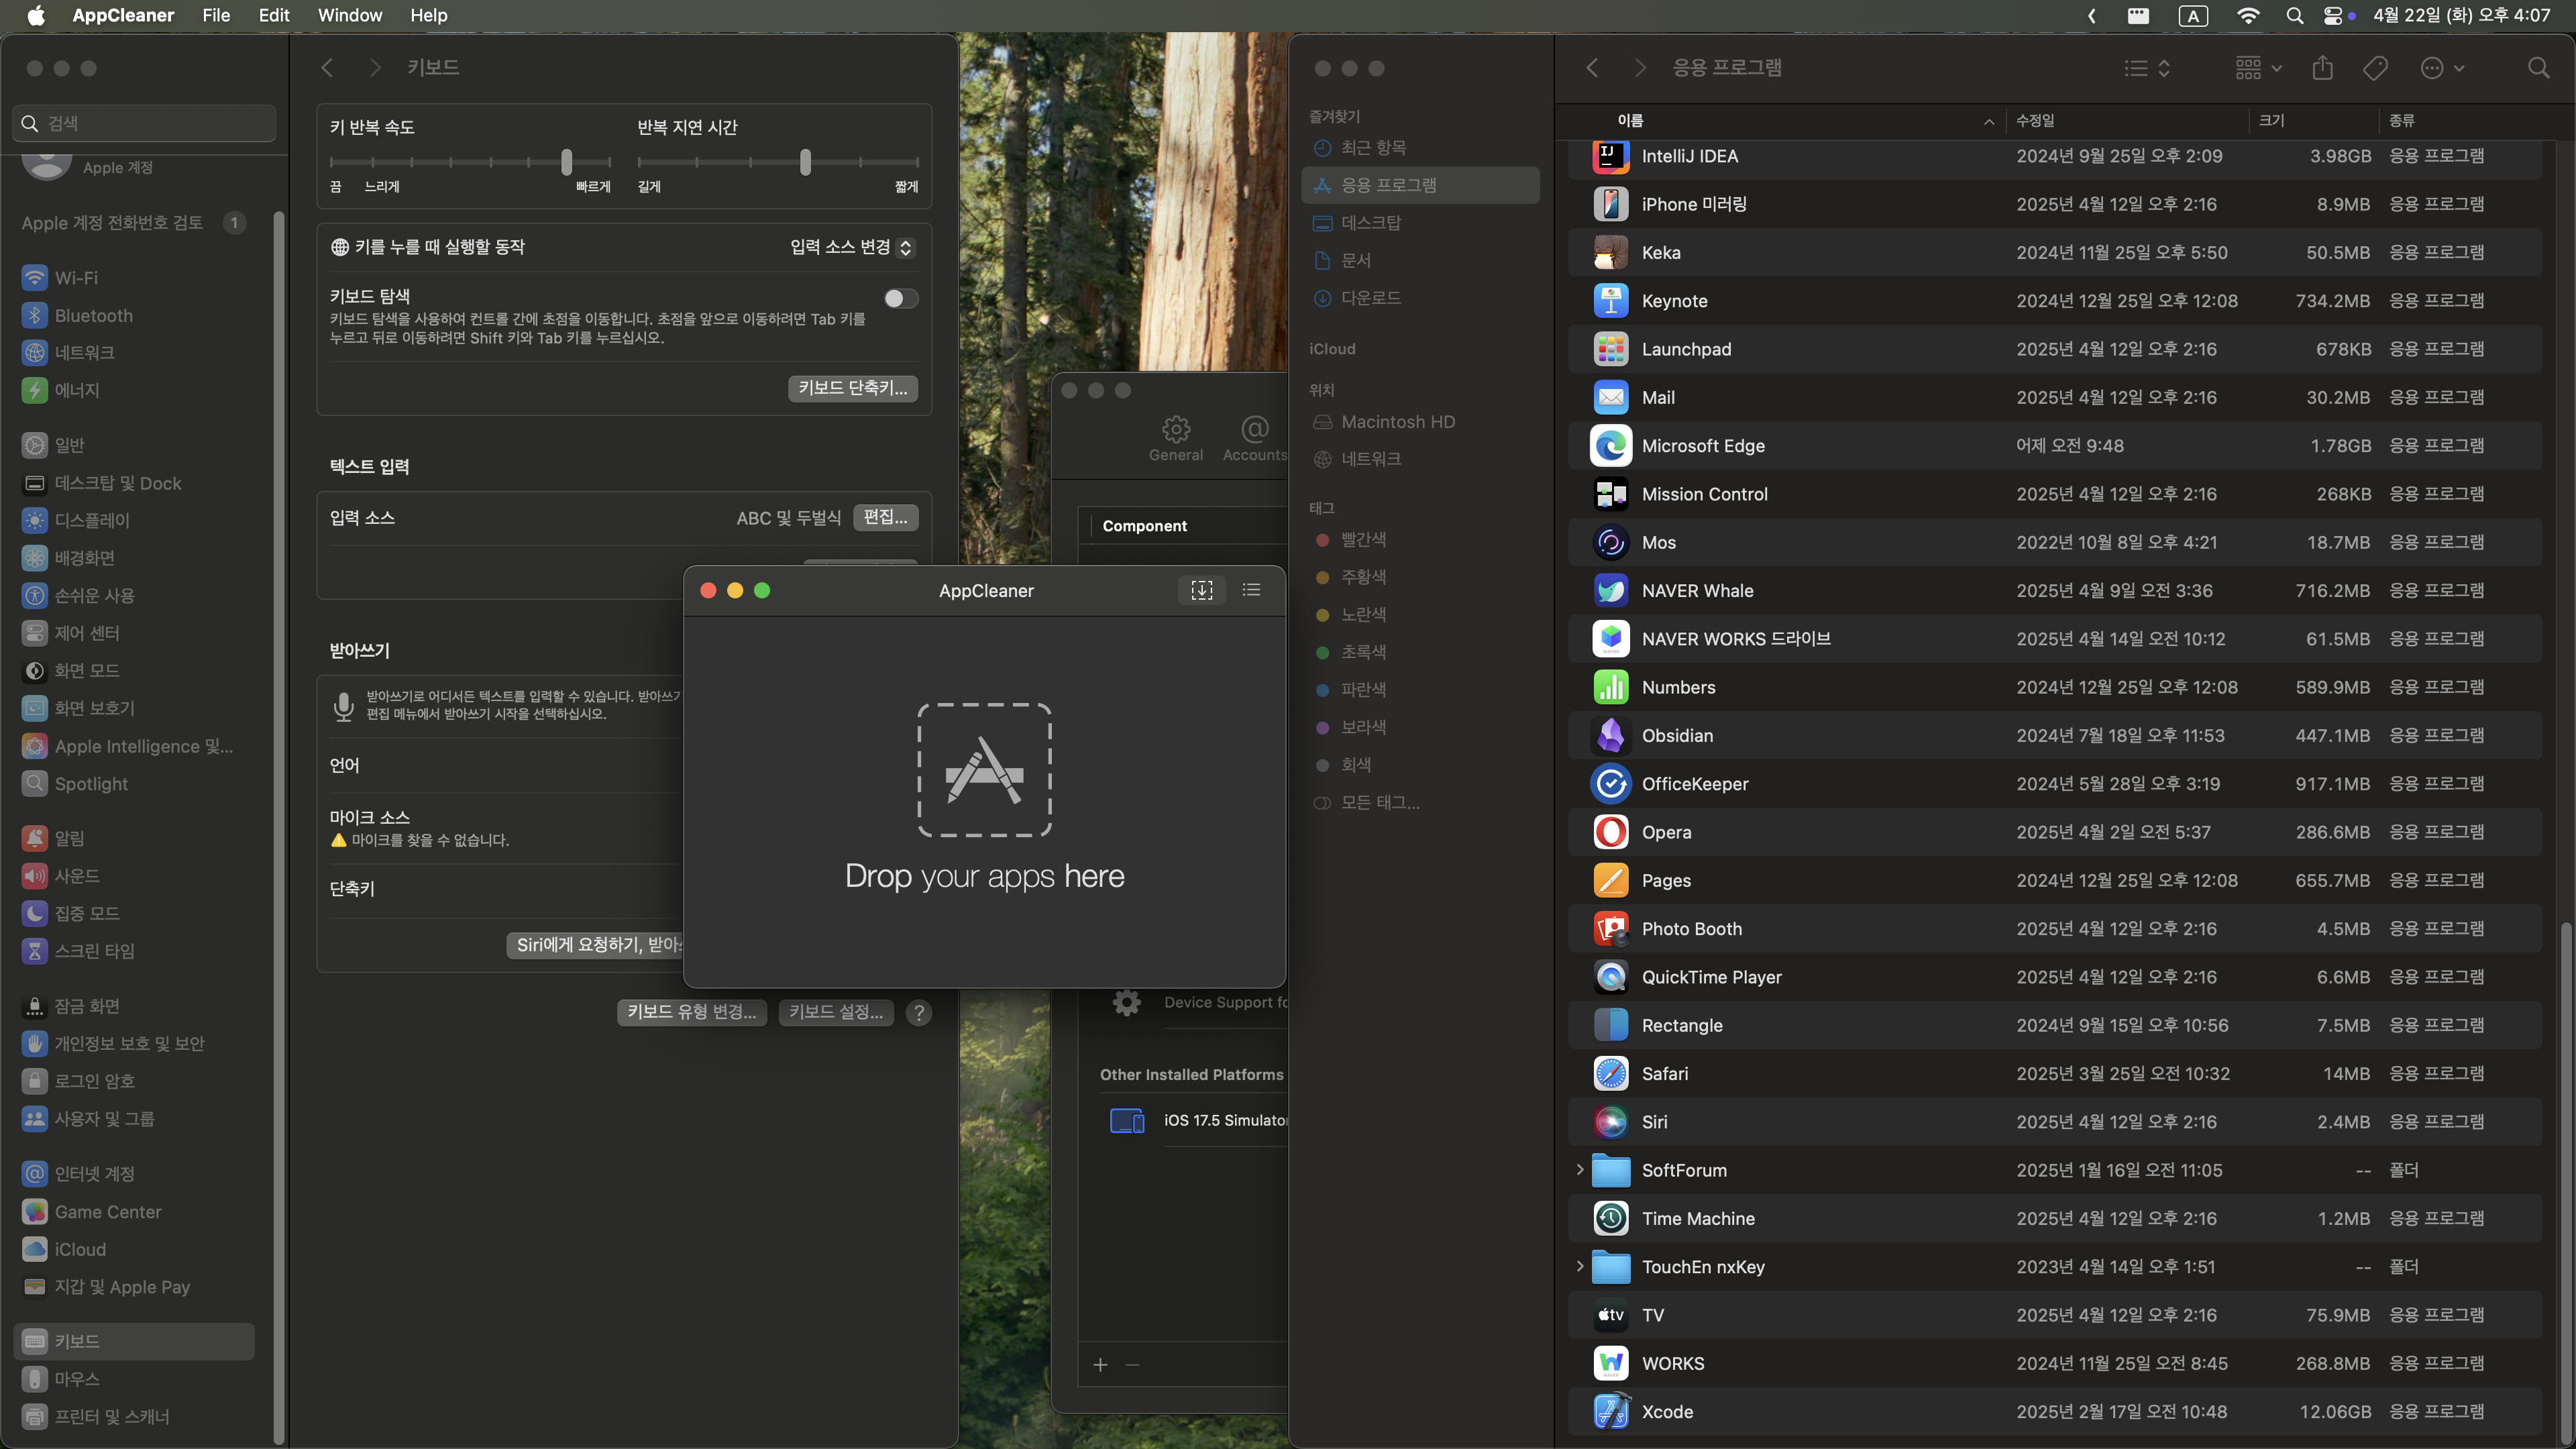 AppCleaner File Edit Window Help
A 4월 22일 (화) 오후 4:07
검색
Apple 계정
Apple 계정 전화번호 검토 1
Wi-Fi
Bluetooth
네트워크
에너지
일반
데스크탑 및 Dock
디스플레이
배경화면
손쉬운 사용
제어 센터
화면 모드
화면 보호기
Apple Intelligence 및...
Spotlight
알림
사운드
집중 모드
스크린 타임
잠금 화면
개인정보 보호 및 보안
로그인 암호
사용자 및 그룹
인터넷 계정
Game Center
iCloud
지갑 및 Apple Pay
키보드
마우스
프린터 및 스캐너
키보드
키 반복 속도 반복 지연 시간
끔 느리게 빠르게 길게 짧게
키를 누를 때 실행할 동작 입력 소스 변경
키보드 탐색
키보드 탐색을 사용하여 컨트롤 간에 초점을 이동합니다. 초점을 앞으로 이동하려면 Tab 키를
누르고 뒤로 이동하려면 Shift 키와 Tab 키를 누르십시오.
키보드 단축키...
텍스트 입력
입력 소스 ABC 및 두벌식 편집...
받아쓰기
받아쓰기로 어디서든 텍스트를 입력할 수 있습니다. 받아쓰기
편집 메뉴에서 받아쓰기 시작을 선택하십시오.
언어
마이크 소스
마이크를 찾을 수 없습니다.
단축키
Siri에게 요청하기, 받아
키보드 유형 변경... 키보드 설정... ?
AppCleaner
Drop your apps here
General Accounts
Component
Device Support
Other Installed Platforms
iOS 17.5 Simulator
즐겨찾기
최근 항목
응용 프로그램
데스크탑
문서
다운로드
iCloud
위치
Macintosh HD
네트워크
태그
빨간색
주황색
노란색
초록색
파란색
보라색
회색
모든 태그...
응용 프로그램
이름 수정일 크기 종류
IntelliJ IDEA 2024년 9월 25일 오후 2:09 3.98GB 응용 프로그램
iPhone 미러링 2025년 4월 12일 오후 2:16 8.9MB 응용 프로그램
Keka 2024년 11월 25일 오후 5:50 50.5MB 응용 프로그램
Keynote 2024년 12월 25일 오후 12:08 734.2MB 응용 프로그램
Launchpad 2025년 4월 12일 오후 2:16 678KB 응용 프로그램
Mail 2025년 4월 12일 오후 2:16 30.2MB 응용 프로그램
Microsoft Edge 어제 오전 9:48 1.78GB 응용 프로그램
Mission Control 2025년 4월 12일 오후 2:16 268KB 응용 프로그램
Mos 2022년 10월 8일 오후 4:21 18.7MB 응용 프로그램
NAVER Whale 2025년 4월 9일 오전 3:36 716.2MB 응용 프로그램
NAVER WORKS 드라이브 2025년 4월 14일 오전 10:12 61.5MB 응용 프로그램
Numbers 2024년 12월 25일 오후 12:08 589.9MB 응용 프로그램
Obsidian 2024년 7월 18일 오후 11:53 447.1MB 응용 프로그램
OfficeKeeper 2024년 5월 28일 오후 3:19 917.1MB 응용 프로그램
Opera 2025년 4월 2일 오전 5:37 286.6MB 응용 프로그램
Pages 2024년 12월 25일 오후 12:08 655.7MB 응용 프로그램
Photo Booth 2025년 4월 12일 오후 2:16 4.5MB 응용 프로그램
QuickTime Player 2025년 4월 12일 오후 2:16 6.6MB 응용 프로그램
Rectangle 2024년 9월 15일 오후 10:56 7.5MB 응용 프로그램
Safari 2025년 3월 25일 오전 10:32 14MB 응용 프로그램
Siri 2025년 4월 12일 오후 2:16 2.4MB 응용 프로그램
SoftForum 2025년 1월 16일 오전 11:05 -- 폴더
Time Machine 2025년 4월 12일 오후 2:16 1.2MB 응용 프로그램
TouchEn nxKey 2023년 4월 14일 오후 1:51 -- 폴더
TV 2025년 4월 12일 오후 2:16 75.9MB 응용 프로그램
WORKS 2024년 11월 25일 오전 8:45 268.8MB 응용 프로그램
Xcode 2025년 2월 17일 오전 10:48 12.06GB 응용 프로그램